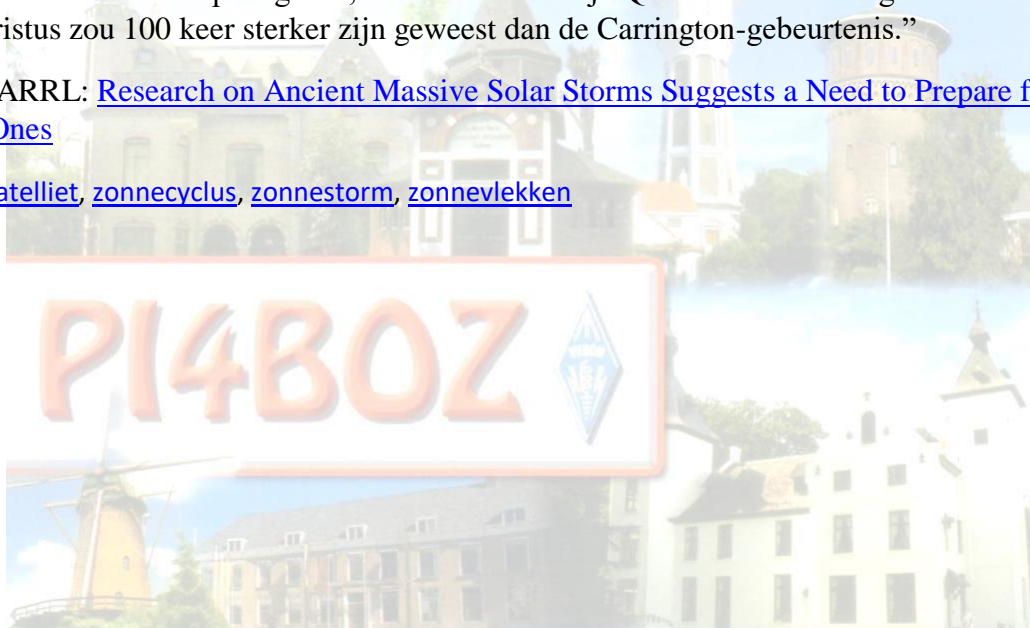 ristus zou 100 keer sterker zijn geweest dan de Carrington-gebeurtenis.”
ARRL: Research on Ancient Massive Solar Storms Suggests a Need to Prepare f
Ones
atelliet, zonnecyclus, zonnestorm, zonnevlekken
PI4BOZ